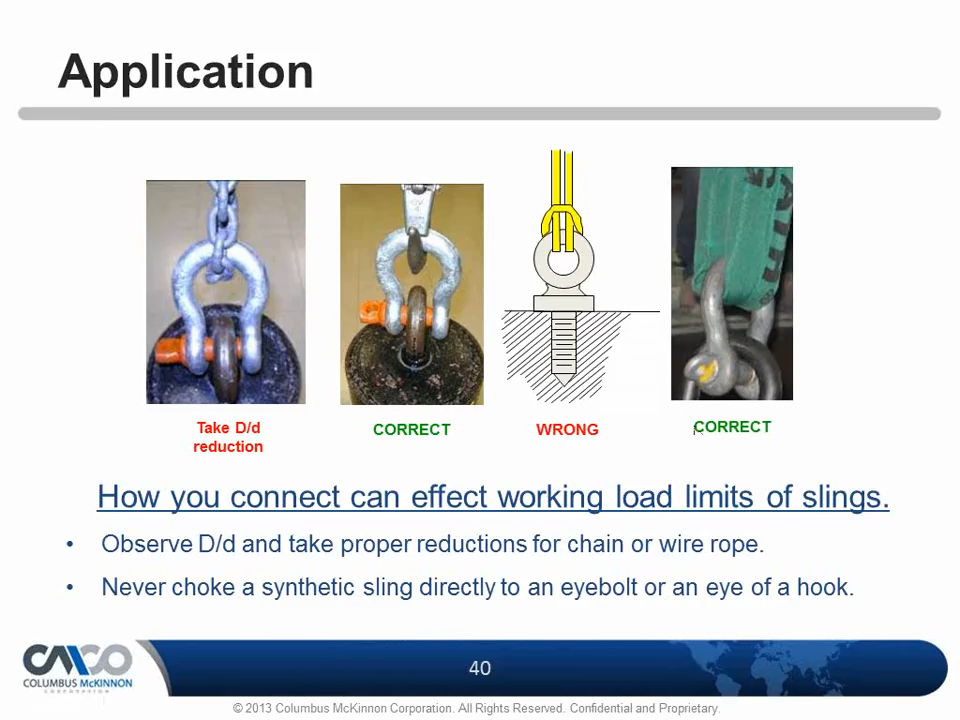 Application
Take D/d
reduction
CORRECT
WRONG
CORRECT
How you connect can effect working load limits of slings.
• Observe D/d and take proper reductions for chain or wire rope.
• Never choke a synthetic sling directly to an eyebolt or an eye of a hook.
CMCO
COLUMBUS McKINNON
CORPORATION
40
© 2013 Columbus McKinnon Corporation. All Rights Reserved. Confidential and Proprietary.